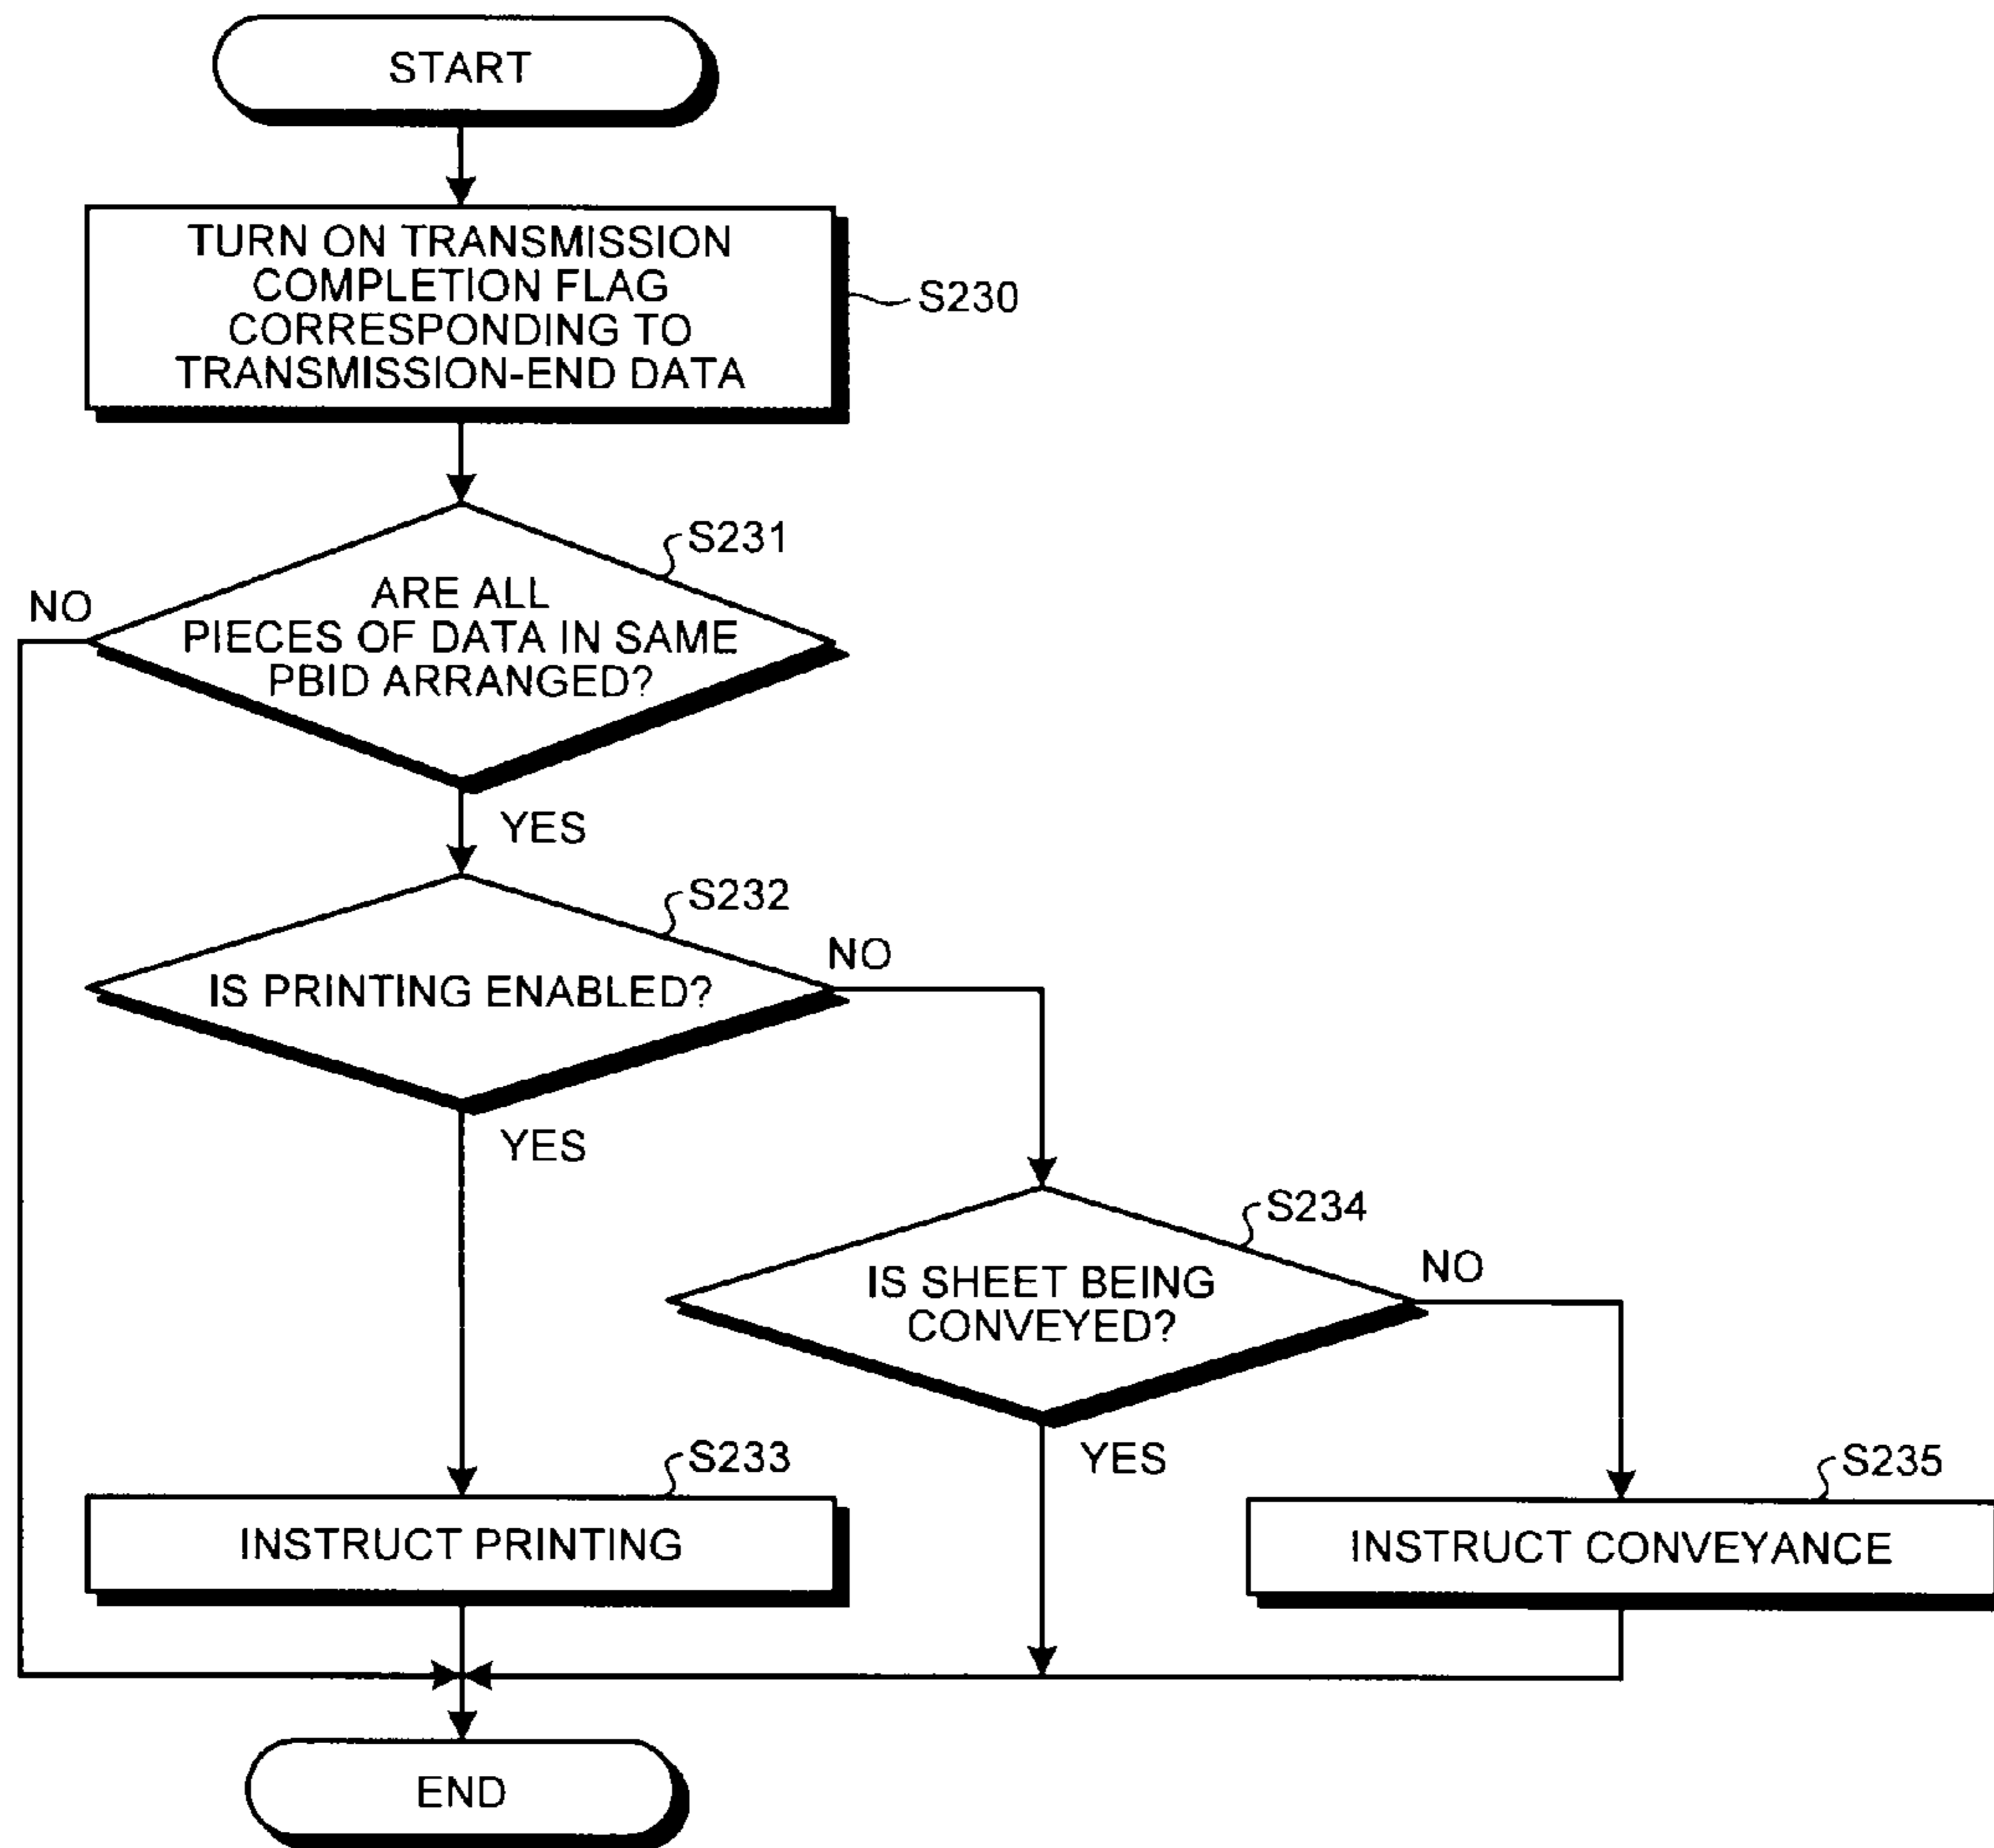 START
TURN ON TRANSMISSION
COMPLETION FLAG
CORRESPONDING TO
TRANSMISSION-END DATA
S230
S231
NO
ARE ALL
PIECES OF DATA IN SAME
PBID ARRANGED?
YES
S232
NO
IS PRINTING ENABLED?
YES
S234
NO
IS SHEET BEING
CONVEYED?
YES
S233
INSTRUCT PRINTING
S235
INSTRUCT CONVEYANCE
END